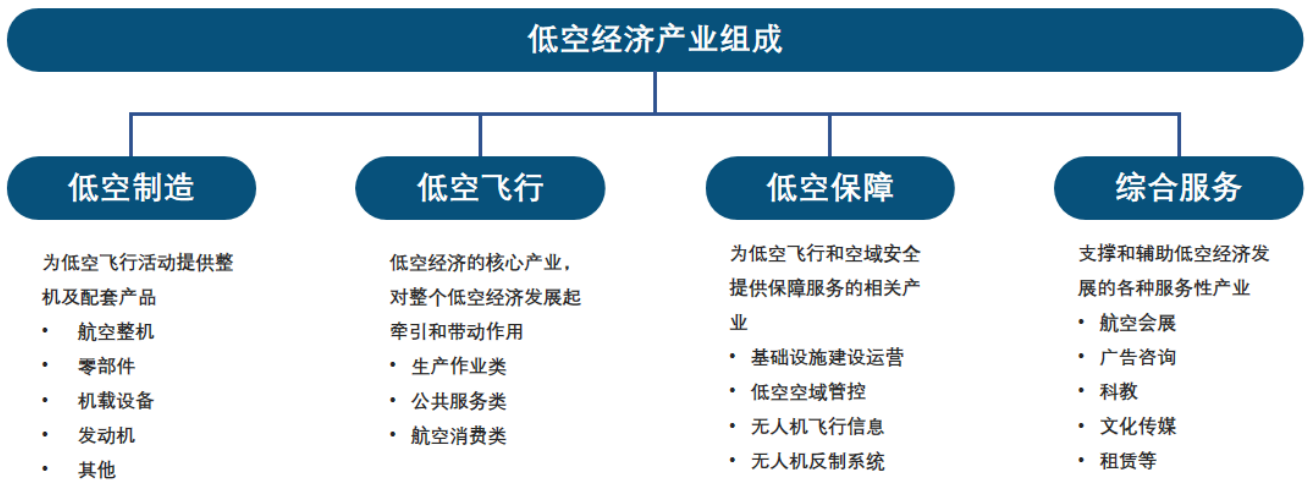 低空经济产业组成
低空制造
为低空飞行活动提供整
机及配套产品
• 航空整机
• 零部件
• 机载设备
• 发动机
• 其他
低空飞行
低空经济的核心产业，
对整个低空经济发展起
牵引和带动作用
• 生产作业类
• 公共服务类
• 航空消费类
低空保障
为低空飞行和空域安全
提供保障服务的相关产
业
• 基础设施建设运营
• 低空空域管控
• 无人机飞行信息
• 无人机反制系统
综合服务
支撑和辅助低空经济发
展的各种服务性产业
• 航空会展
• 广告咨询
• 科教
• 文化传媒
• 租赁等